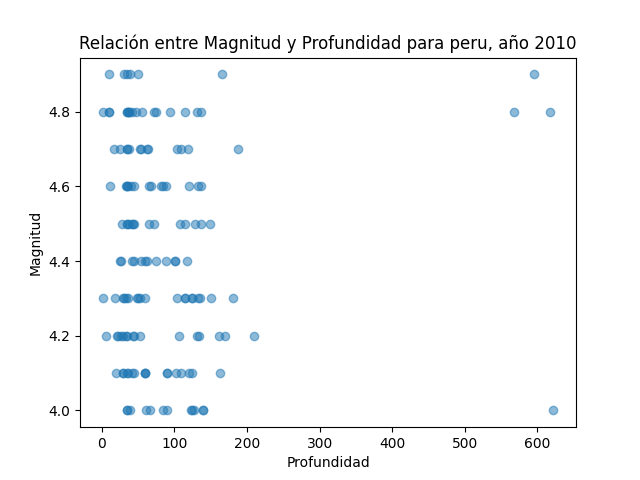 Relación entre Magnitud y Profundidad para peru, año 2010
4.8
4.6
4.4
4.2
4.0
Magnitud
0 100 200 300 400 500 600
Profundidad